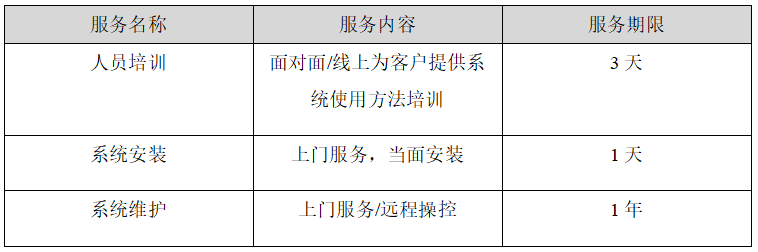 服务名称 服务内容 服务期限
人员培训 面对面/线上为客户提供系 3 天
统使用方法培训
系统安装 上门服务，当面安装 1 天
系统维护 上门服务/远程操控 1 年